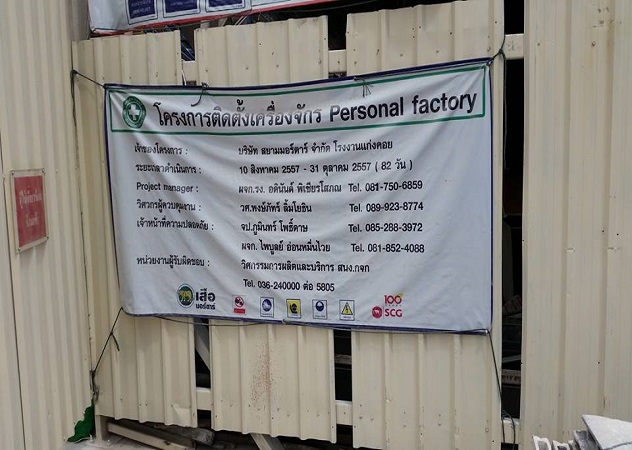 โครงการติดตั้งเครื่องจักร Personal factory
เจ้าของโครงการ : บริษัท สยามมอร์ตาร์ จำกัด โรงงานแก่งคอย
ระยะเวลาดำเนินการ : 10 สิงหาคม 2557 - 31 ตุลาคม 2557 ( 82 วัน )
Project manager : ผจก.รง. อดินันต์ พิเชียรโสภณ Tel. 081-750-6859
วิศวกรผู้ควบคุมงาน : วศ.พงษ์ภัทร์ ลิ้มโยธิน Tel. 089-923-8774
เจ้าหน้าที่ความปลอดภัย : จป.ภูมินทร์ โพธิ์ดาษ Tel. 085-288-3972
ผจก. ไพบูลย์ อ่อนหมื่นไวย Tel. 081-852-4088
หน่วยงานผู้รับผิดชอบ : วิศกรรมการผลิตและบริการ สนง.กจก
Tel. 036-240000 ต่อ 5805
เสือ
มอร์ตาร์
100
SCG